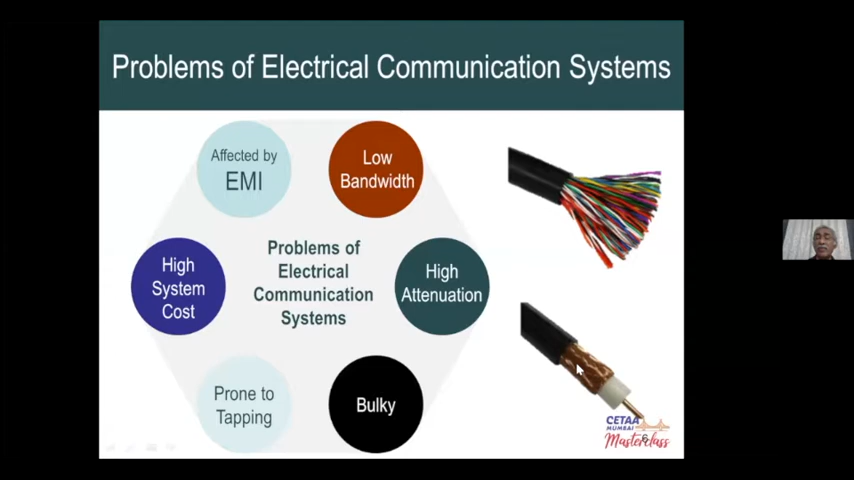 Problems of Electrical Communication Systems
Affected by
EMI
Low
Bandwidth
High
System
Cost
Problems of
Electrical
Communication
Systems
High
Attenuation
Prone to
Tapping
Bulky
CETAA
MUMBAI
Masterclass